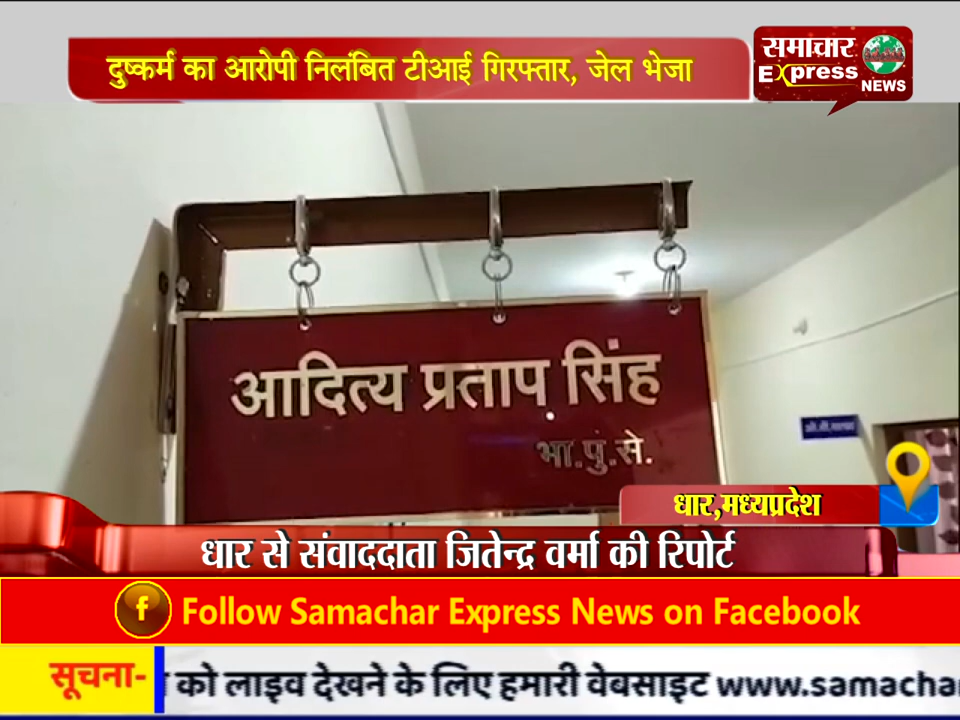 दुष्कर्म का आरोपी निलंबित टीआई गिरफ्तार, जेल भेजा
समाचार
Express
NEWS
आदित्य प्रताप सिंह
भा.पु.से.
धार,मध्यप्रदेश
धार से संवाददाता जितेन्द्र वर्मा की रिपोर्ट
f Follow Samachar Express News on Facebook
सूचना- को लाइव देखने के लिए हमारी वेबसाइट www.samachar